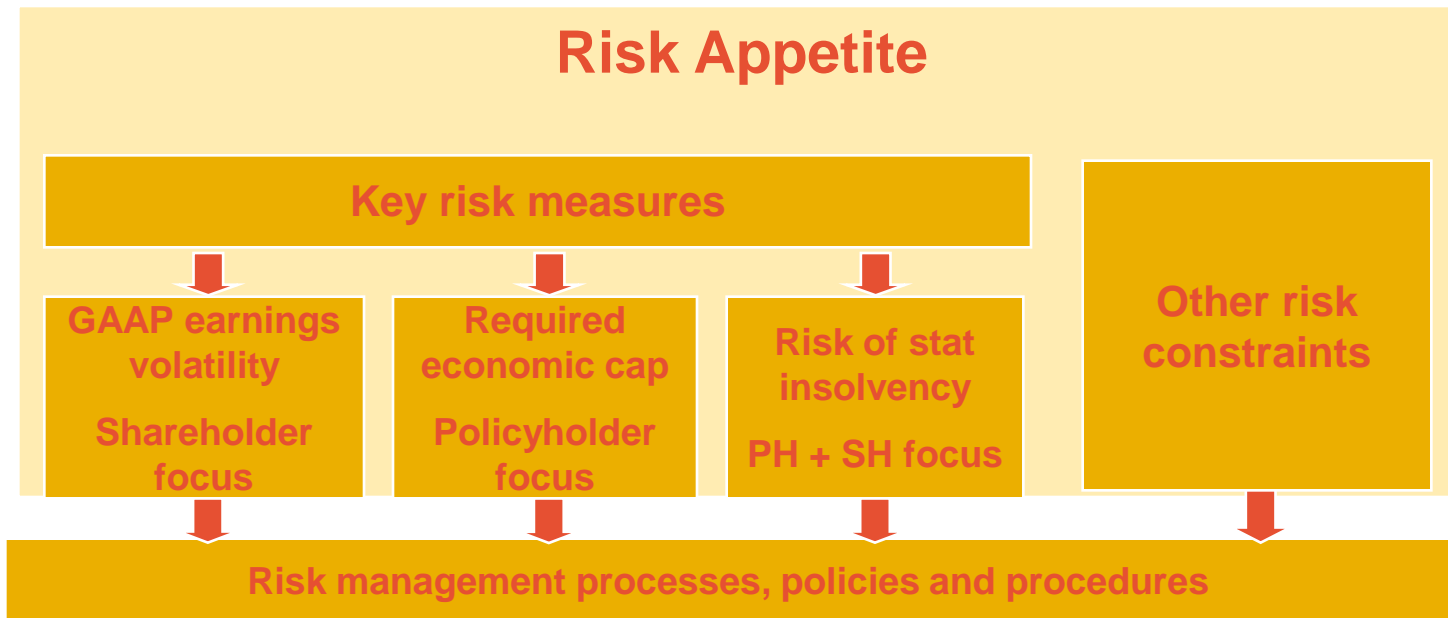 Risk Appetite
Key risk measures
GAAP earnings
volatility
Shareholder
focus
Required
economic cap
Policyholder
focus
Risk of stat
insolvency
PH + SH focus
Other risk
constraints
Risk management processes, policies and procedures